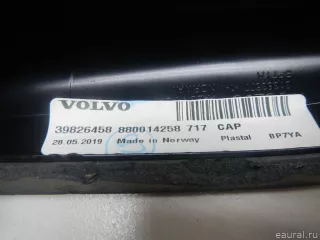 VOLVO
39826458 880014258 717 CAP
28.05.2019 Made in Norway Plastal BP7YA
eaural.ru